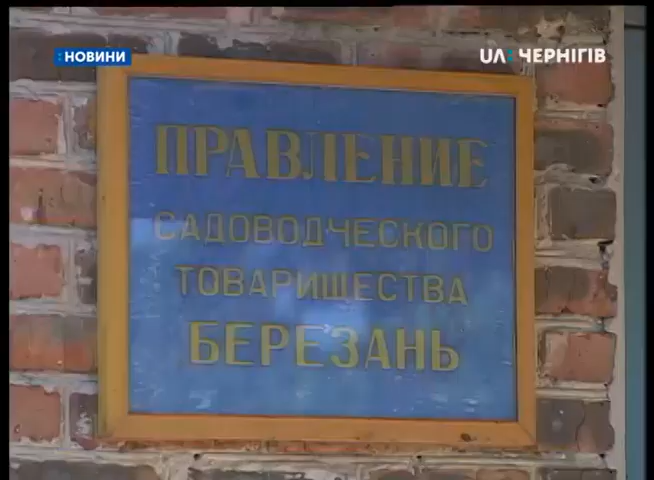 :НОВИНИ
UA: ЧЕРНІГІВ
ПРАВЛЕНИЕ
САДОВОДЧЕСКОГО
ТОВАРИЩЕСТВА
БЕРЕЗАНЬ